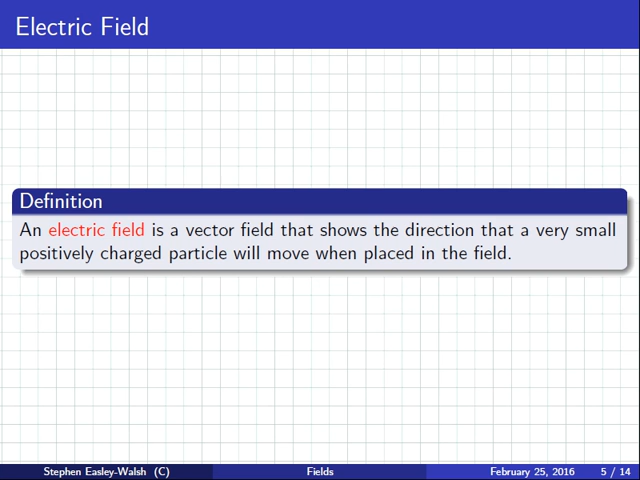 Electric Field
Definition
An electric field is a vector field that shows the direction that a very small
positively charged particle will move when placed in the field.
Stephen Easley-Walsh (C) Fields February 25, 2016 5 / 14